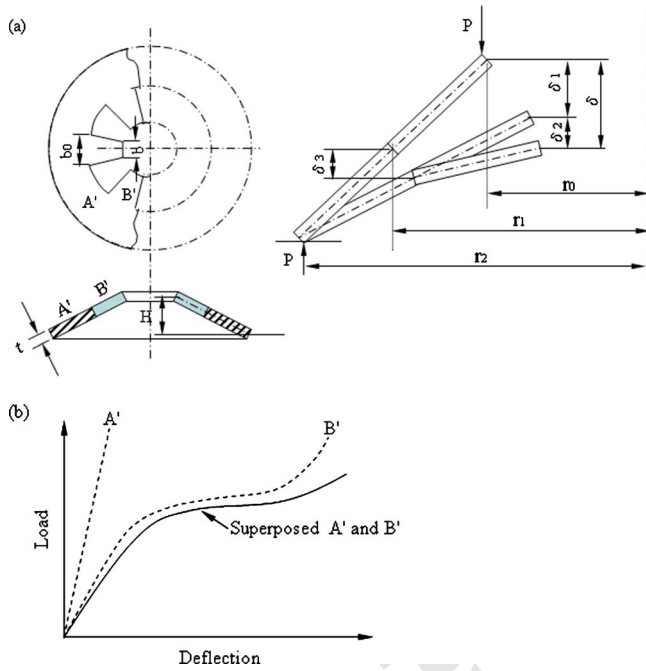 (a)
P
δ1
δ2
δ
δ3
b0
B
A'
B'
r0
r1
r2
P
A'
B'
H
t
(b)
A'
B'
Superposed A' and B'
Load
Deflection